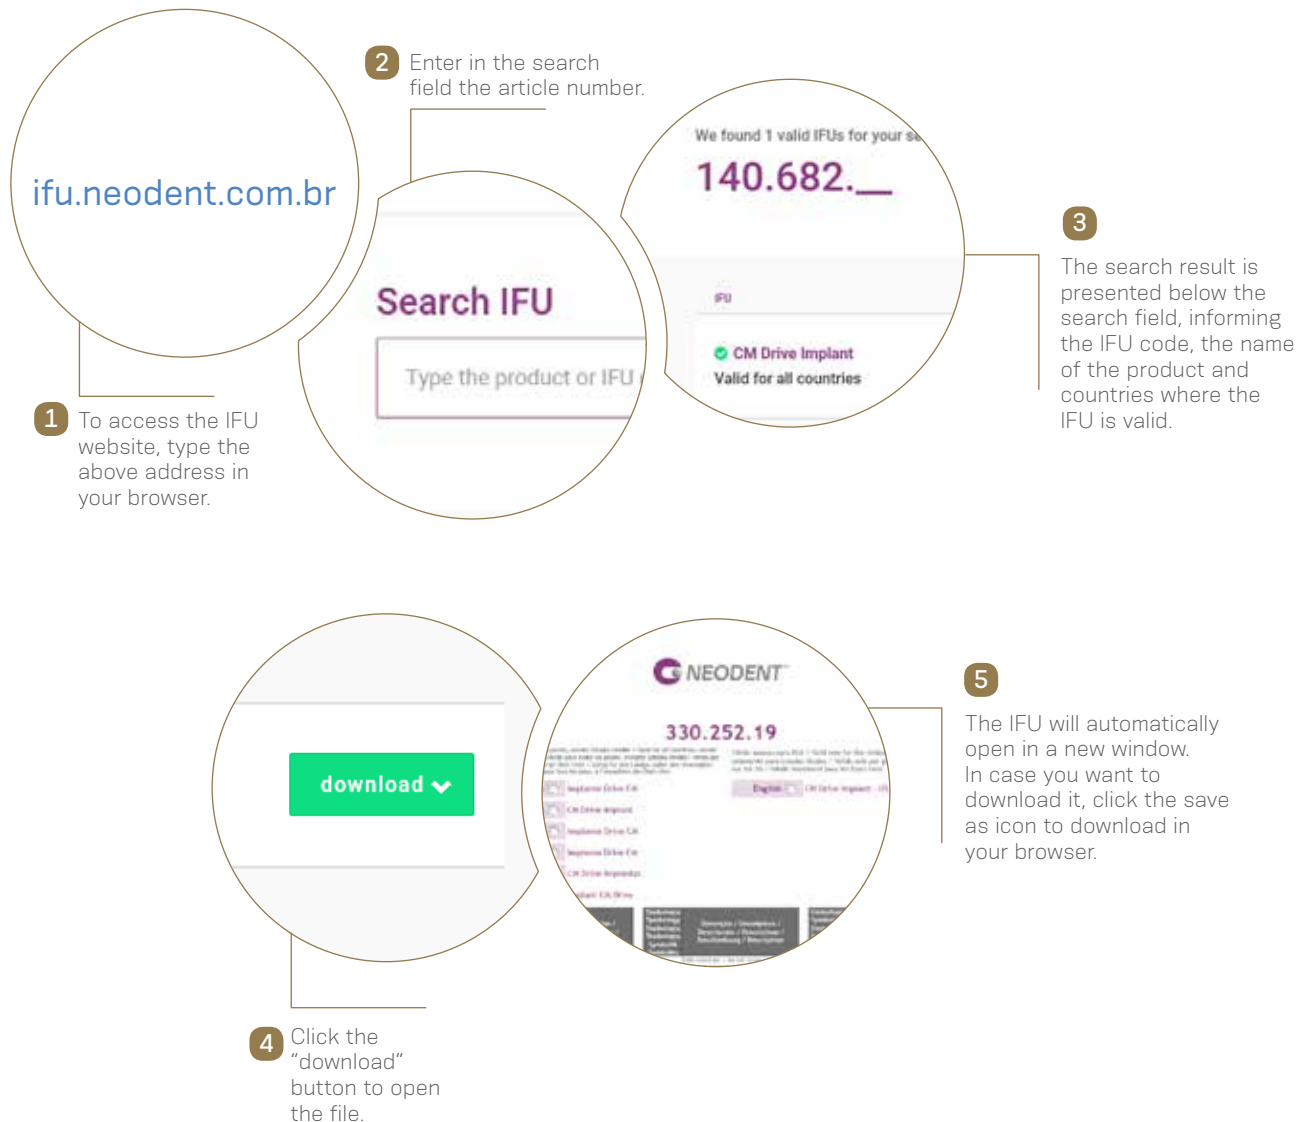 ifu.neodent.com.br
1
To access the IFU
website, type the
above address in
your browser.
2
Enter in the search
field the article number.
Search IFU
Type the product or IFU
We found 1 valid IFUs for your se
140.682.__
IFU
CM Drive Implant
Valid for all countries
3
The search result is
presented below the
search field, informing
the IFU code, the name
of the product and
countries where the
IFU is valid.
download
4
Click the
“download”
button to open
the file.
NEODENT
330.252.19
English
CM Drive Implant
5
The IFU will automatically
open in a new window.
In case you want to
download it, click the save
as icon to download in
your browser.